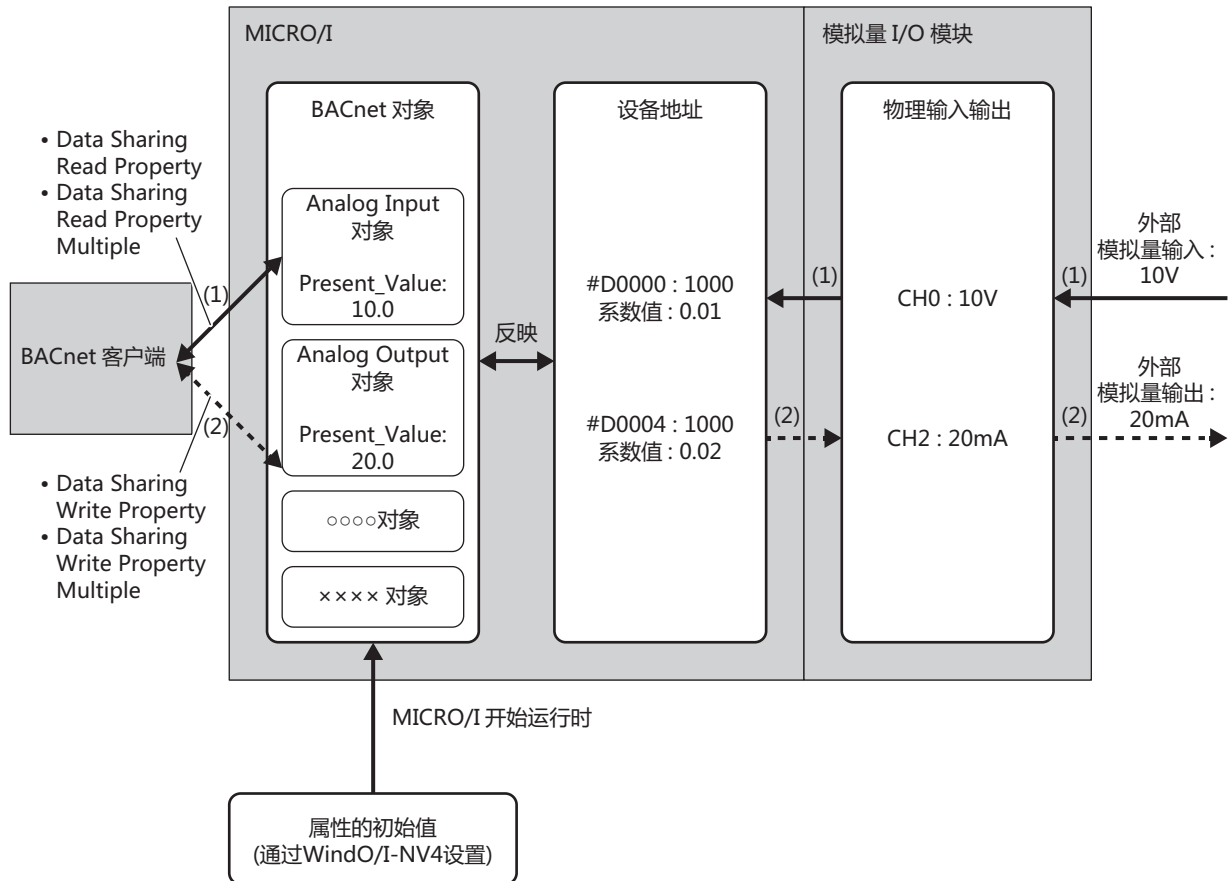 MICRO/I
模拟量 I/O 模块
BACnet 对象
设备地址
物理输入输出
• Data Sharing
Read Property
• Data Sharing
Read Property
Multiple
Analog Input
对象
Present_Value:
10.0
#D0000 : 1000
系数值 : 0.01
(1)
CH0 : 10V
(1)
外部
模拟量输入 :
10V
(1)
BACnet 客户端
反映
Analog Output
对象
Present_Value:
20.0
#D0004 : 1000
系数值 : 0.02
(2)
CH2 : 20mA
(2)
外部
模拟量输出 :
20mA
(2)
• Data Sharing
Write Property
• Data Sharing
Write Property
Multiple
○○○○对象
×××× 对象
MICRO/I 开始运行时
属性的初始值
(通过WindO/I-NV4设置)